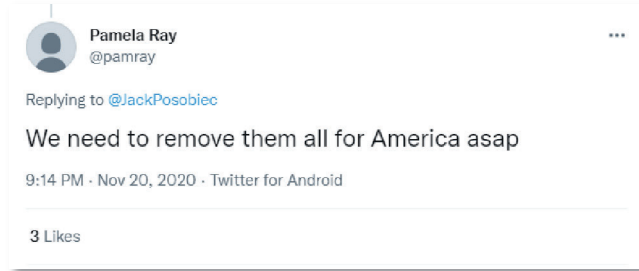 Pamela Ray
@pamray
Replying to @JackPosobiec
We need to remove them all for America asap
9:14 PM · Nov 20, 2020 · Twitter for Android
3 Likes